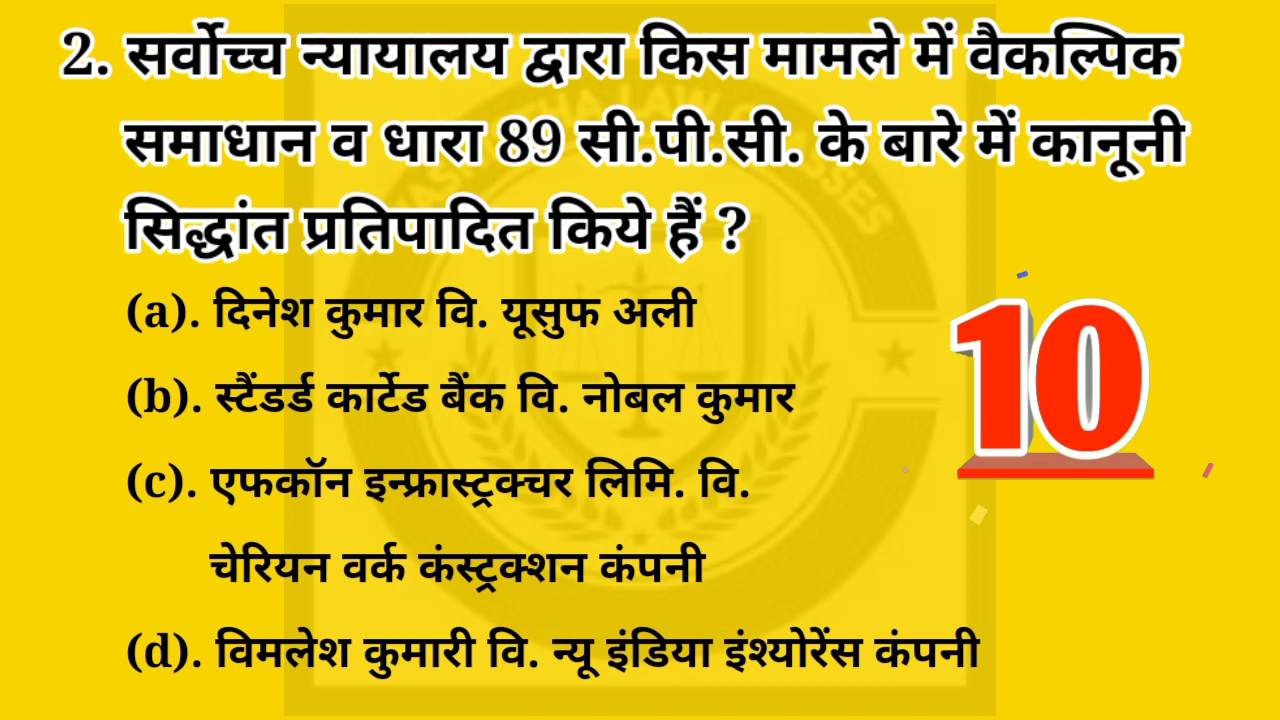 2. सर्वोच्च न्यायालय द्वारा किस मामले में वैकल्पिक
समाधान व धारा 89 सी.पी.सी. के बारे में कानूनी
सिद्धांत प्रतिपादित किये हैं ?
(a). दिनेश कुमार वि. यूसुफ अली
(b). स्टैंडर्ड कार्टेड बैंक वि. नोबल कुमार
(c). एफकॉन इन्फ्रास्ट्रक्चर लिमि. वि.
चेरियन वर्क कंस्ट्रक्शन कंपनी
(d). विमलेश कुमारी वि. न्यू इंडिया इंश्योरेंस कंपनी
10